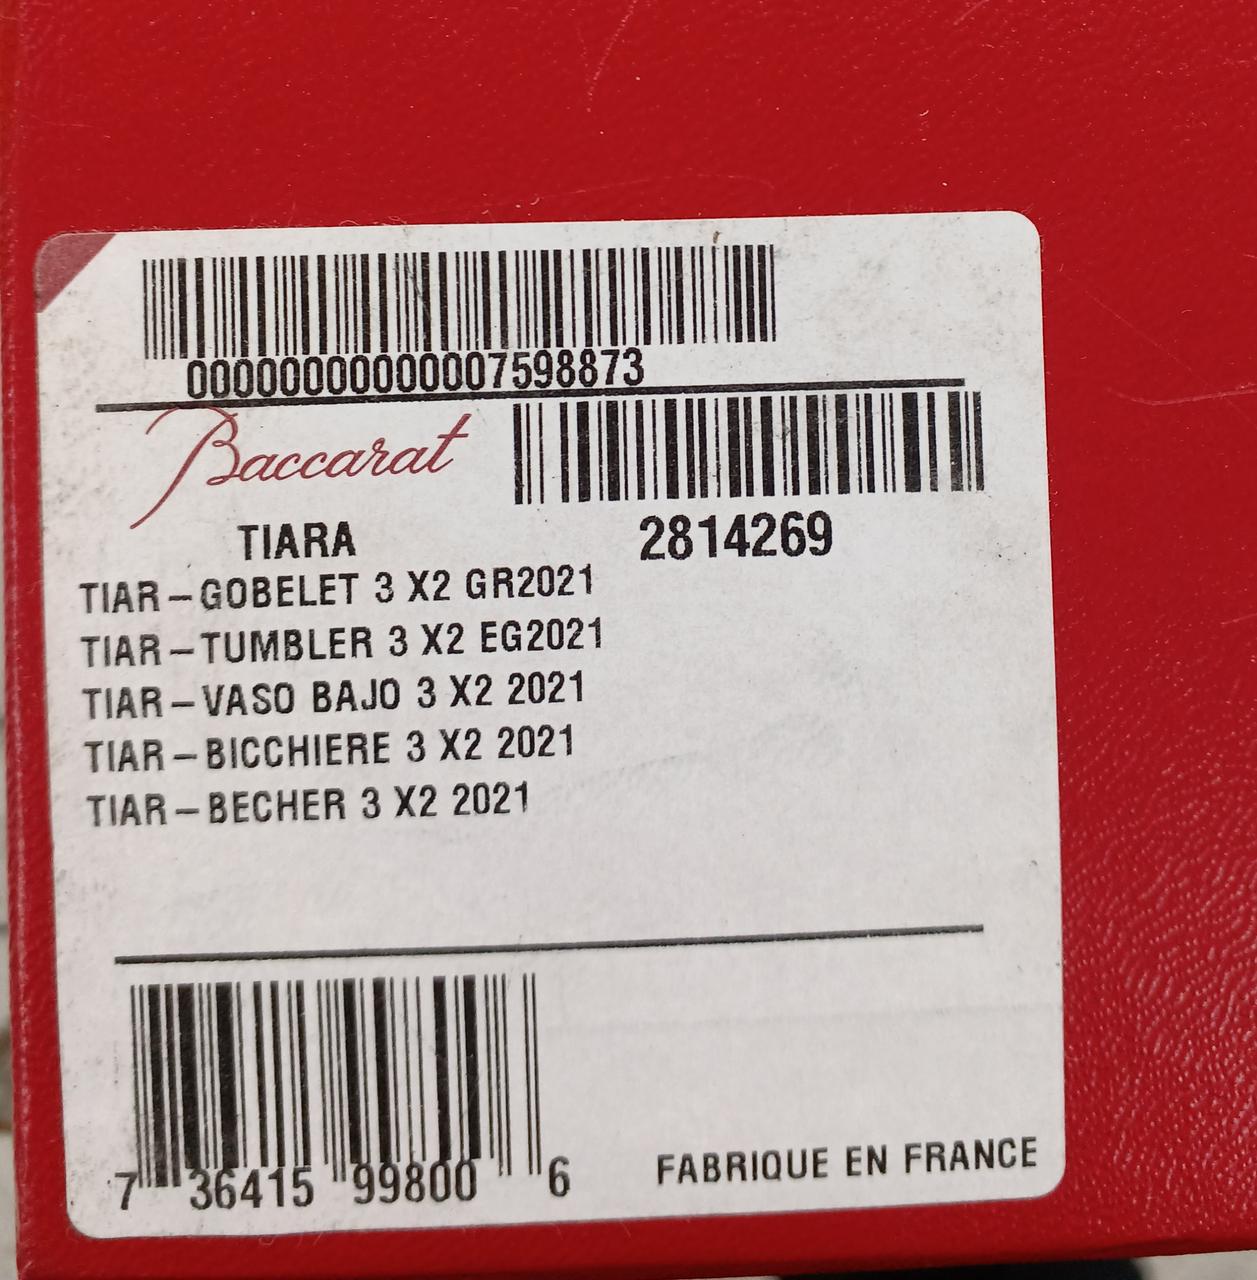 00000000000007598873
Baccarat
TIARA
2814269
TIAR-GOBELET 3 X2 GR2021
TIAR-TUMBLER 3 X2 EG2021
TIAR-VASO BAJO 3 X2 2021
TIAR-BICCHIERE 3 X2 2021
TIAR-BECHER 3 X2 2021
7 36415 99800 6
FABRIQUE EN FRANCE